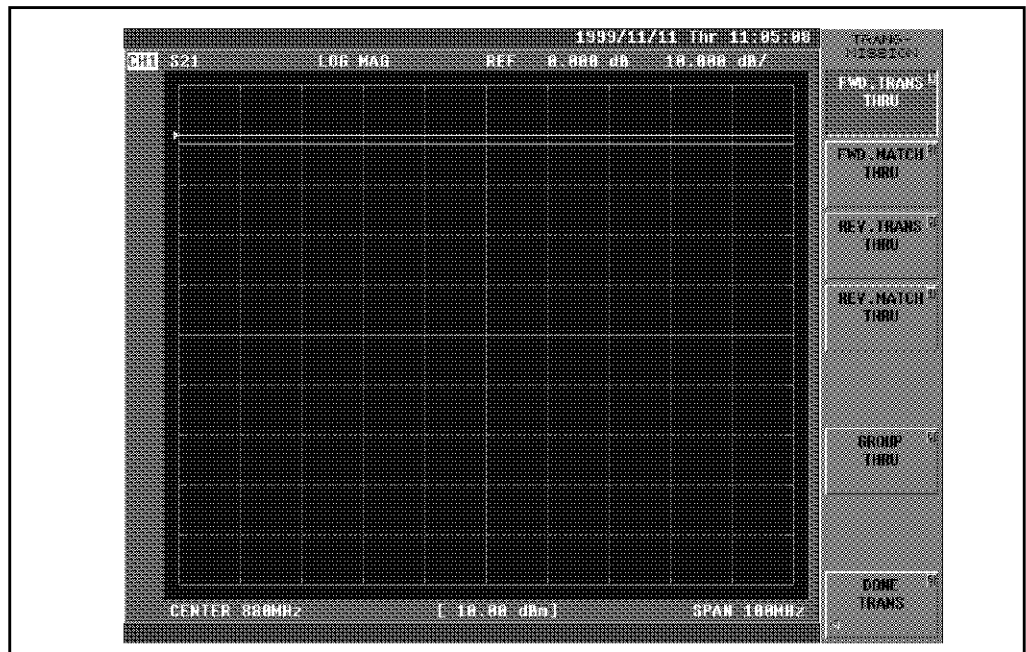 1999/11/11 Thr 11:05:08
CH1 S21 LOG MAG REF 0.000 dB 10.000 dB/
CENTER 880MHz [ 10.00 dBm] SPAN 100MHz
TRANS-
MISSION
FWD.TRANS
THRU
FWD.MATCH
THRU
REV.TRANS
THRU
REV.MATCH
THRU
GROUP
THRU
DONE
TRANS